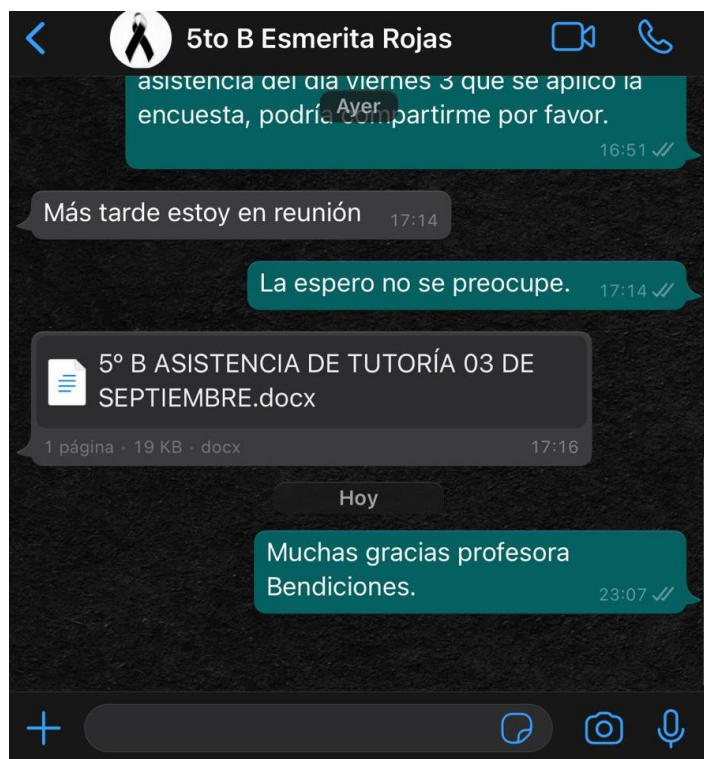 5to B Esmerita Rojas
asistencia del día viernes 3 que se aplicó la
Ayer
encuesta, podría compartirme por favor.
16:51
Más tarde estoy en reunión 17:14
La espero no se preocupe. 17:14
5º B ASISTENCIA DE TUTORÍA 03 DE
SEPTIEMBRE.docx
1 página · 19 KB · docx 17:16
Hoy
Muchas gracias profesora
Bendiciones. 23:07